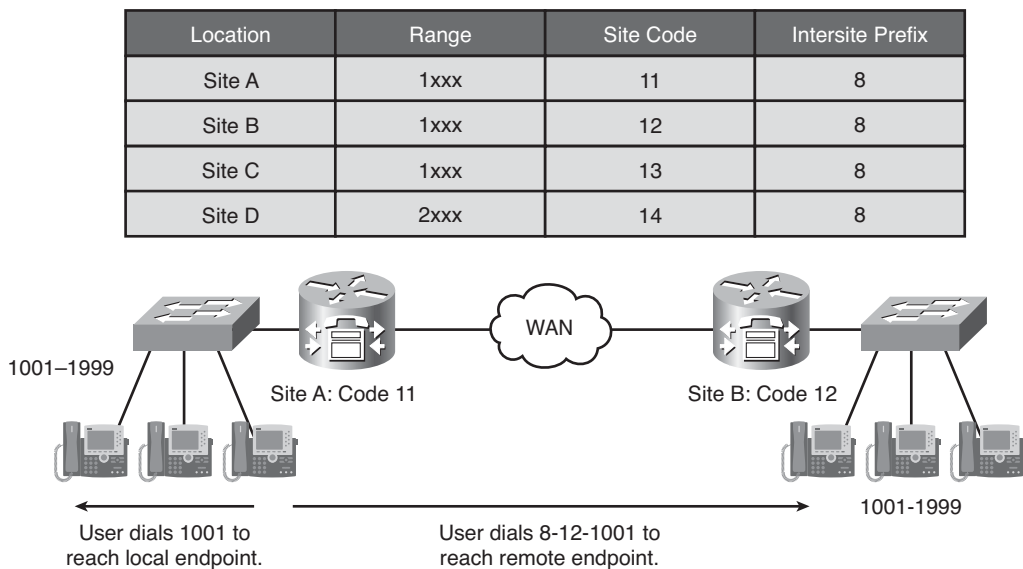 Location Range Site Code Intersite Prefix
Site A 1xxx 11 8
Site B 1xxx 12 8
Site C 1xxx 13 8
Site D 2xxx 14 8
WAN
1001–1999
Site A: Code 11
Site B: Code 12
1001-1999
User dials 1001 to
reach local endpoint.
User dials 8-12-1001 to
reach remote endpoint.